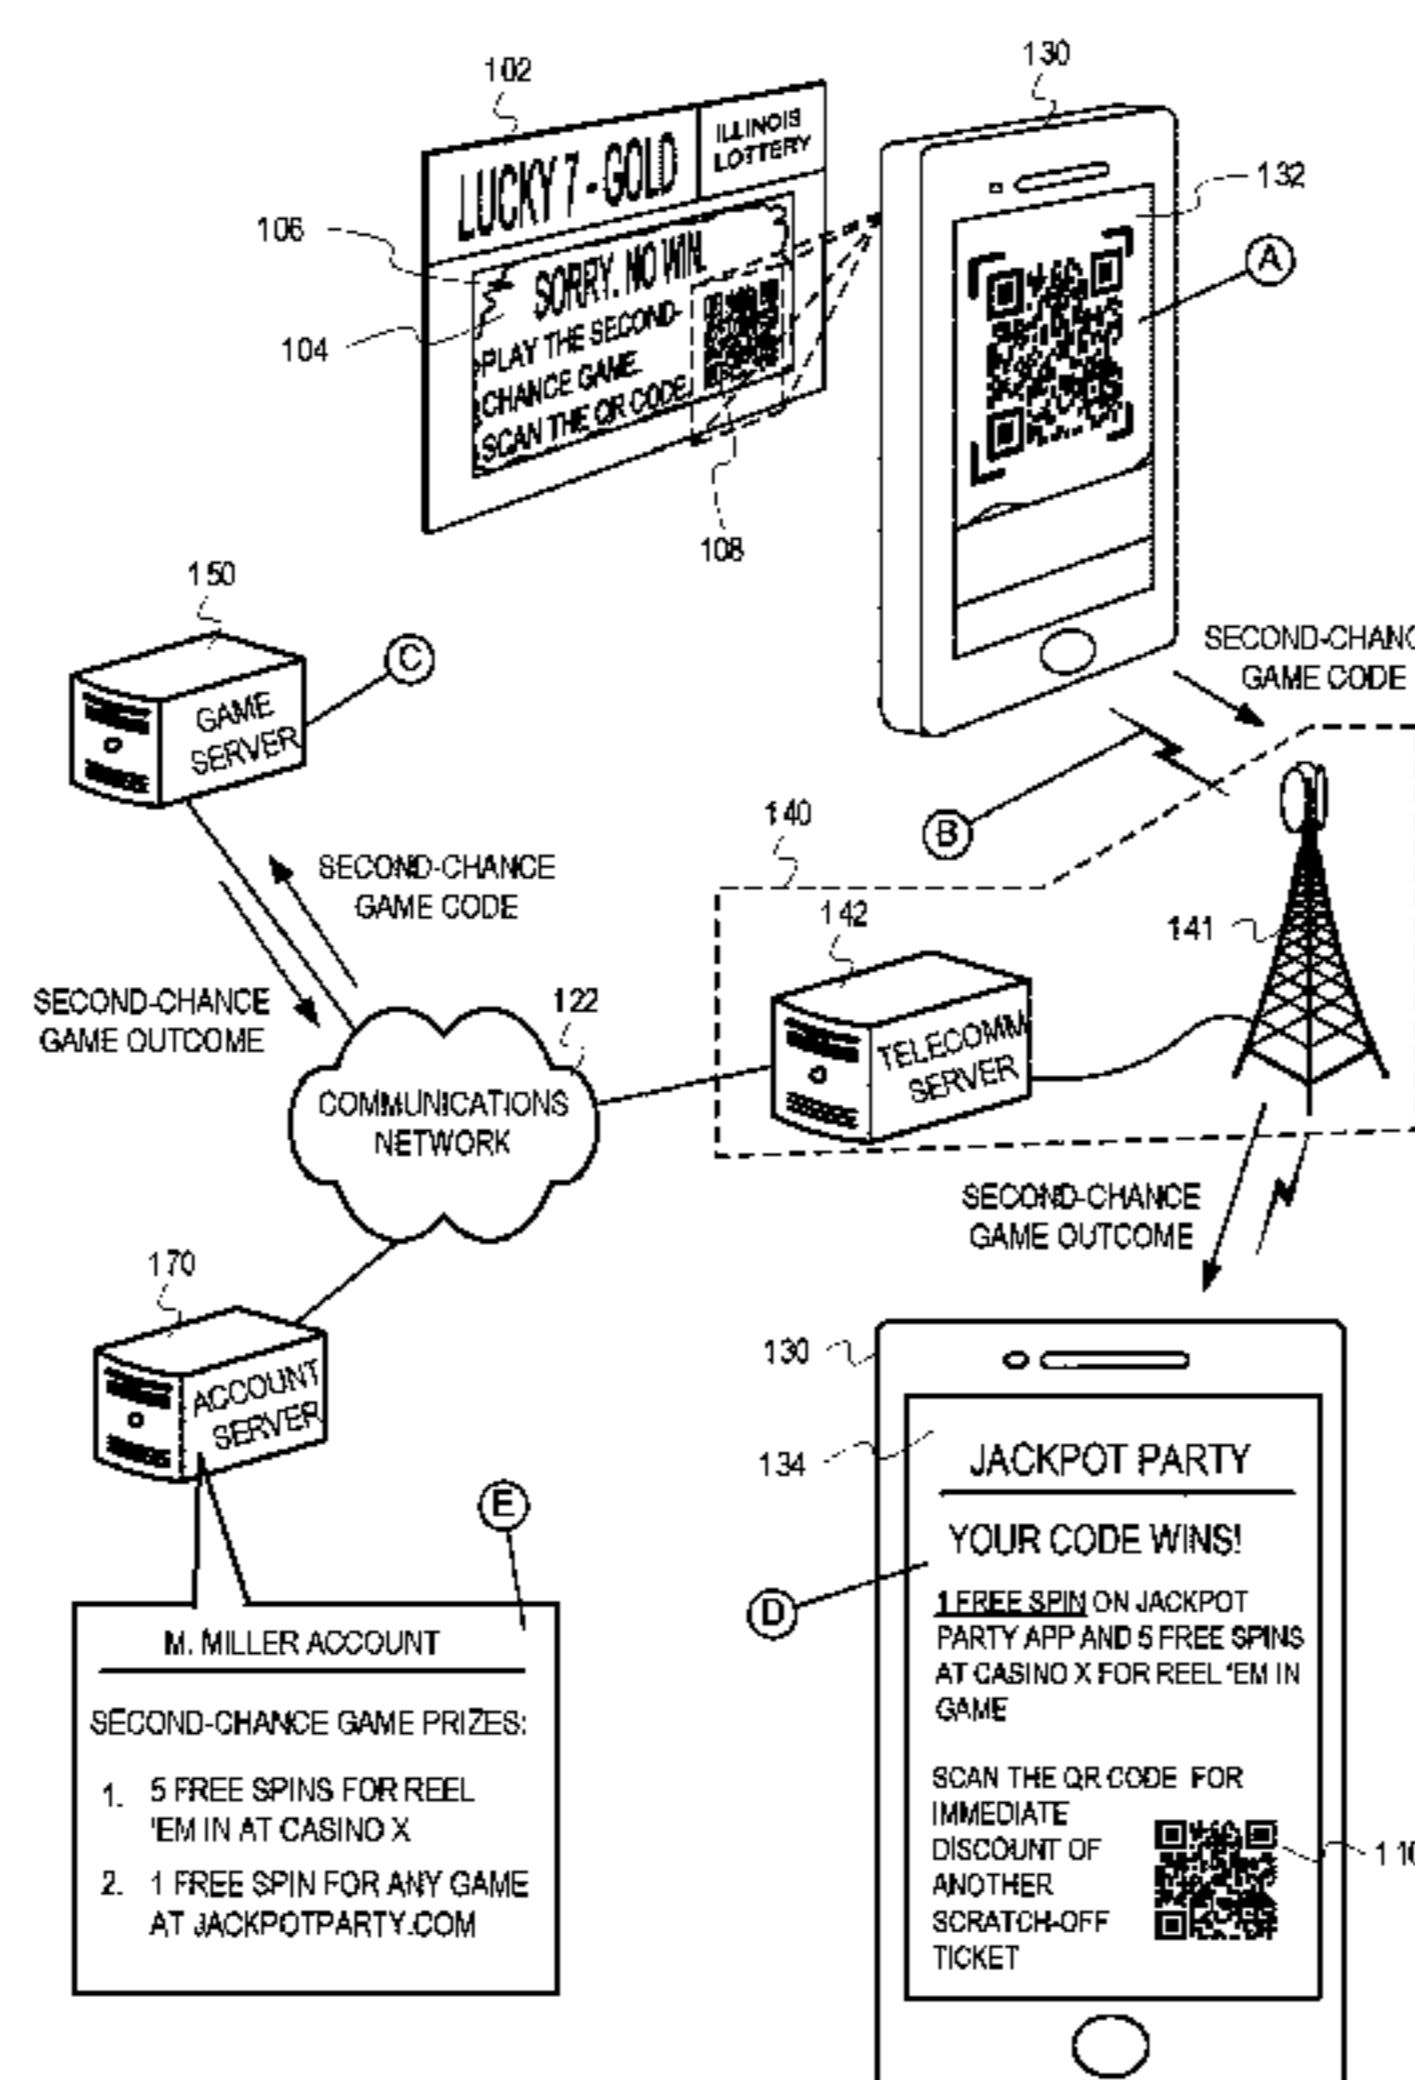 102
130
LUCKY 7 - GOLD
ILLINOIS
LOTTERY
132
106
A
SORRY. NO WIN.
104
PLAY THE SECOND-
CHANCE GAME.
SCAN THE QR CODE.
108
150
C
GAME
SERVER
SECOND-CHANC
GAME CODE
140
B
SECOND-CHANCE
GAME CODE
142
141
SECOND-CHANCE
GAME OUTCOME
122
TELECOMM
SERVER
COMMUNICATIONS
NETWORK
SECOND-CHANCE
GAME OUTCOME
170
130
ACCOUNT
SERVER
134
JACKPOT PARTY
E
YOUR CODE WINS!
D
1 FREE SPIN ON JACKPOT
PARTY APP AND 5 FREE SPINS
AT CASINO X FOR REEL 'EM IN
GAME
M. MILLER ACCOUNT
SECOND-CHANCE GAME PRIZES:
1. 5 FREE SPINS FOR REEL
'EM IN AT CASINO X
2. 1 FREE SPIN FOR ANY GAME
AT JACKPOTPARTY.COM
SCAN THE QR CODE FOR
IMMEDIATE
DISCOUNT OF
ANOTHER
SCRATCH-OFF
TICKET
110